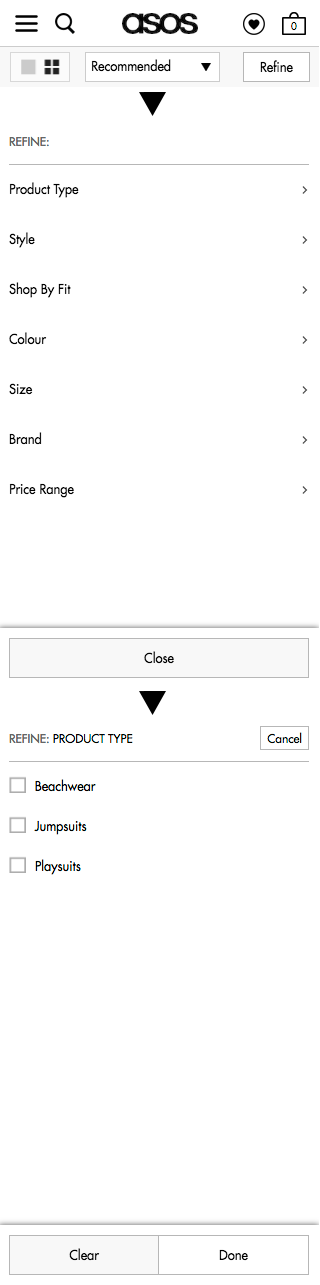 asos
0
Recommended
Refine
REFINE:
Product Type
Style
Shop By Fit
Colour
Size
Brand
Price Range
Close
REFINE: PRODUCT TYPE
Cancel
Beachwear
Jumpsuits
Playsuits
Clear
Done